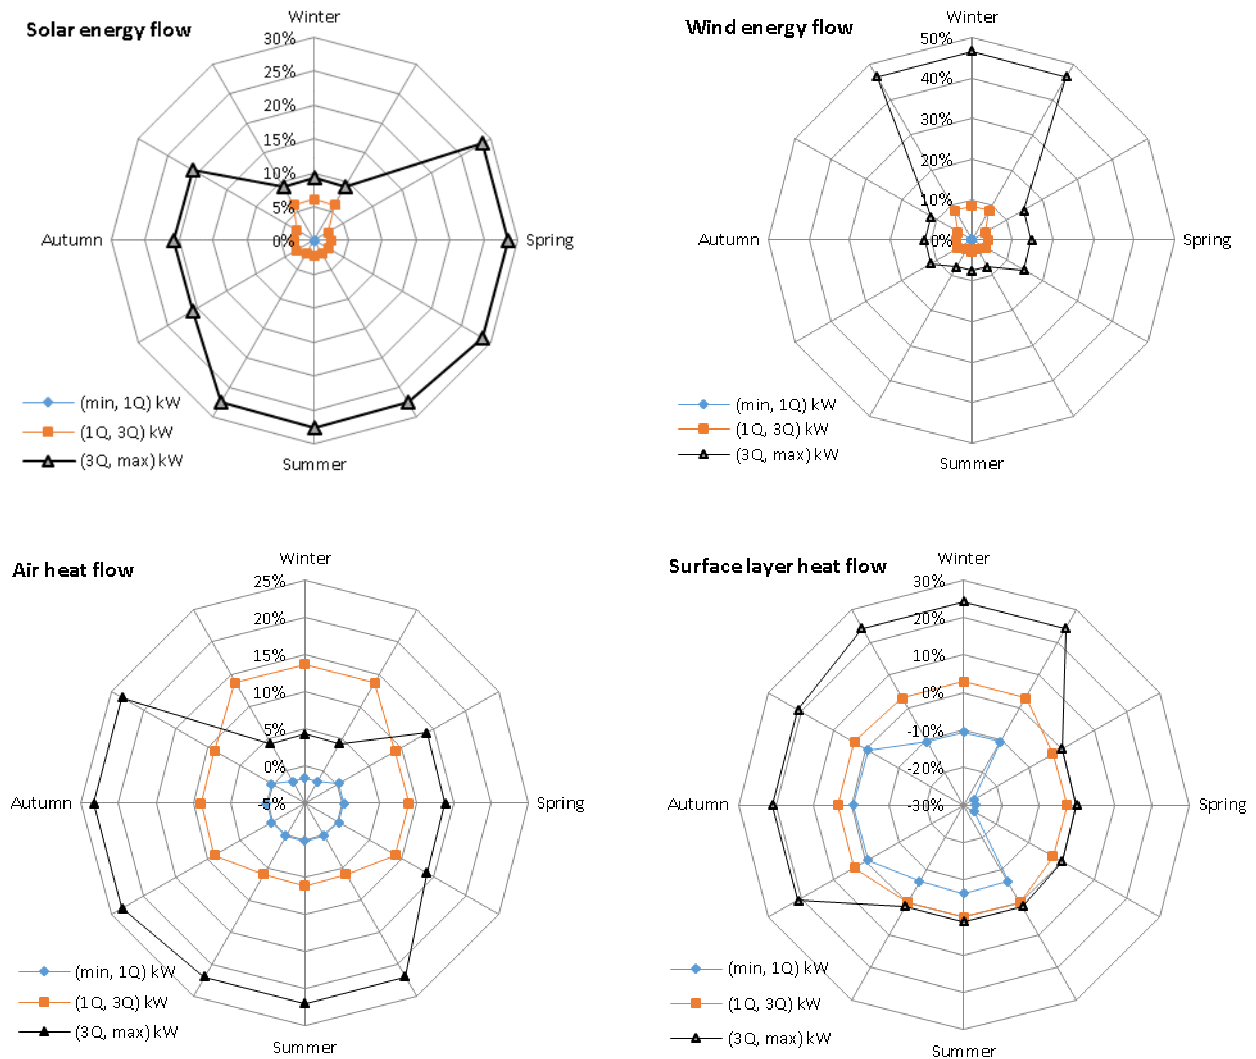 Solar energy flow
Winter
30%
25%
20%
15%
10%
5%
0%
Autumn
Spring
Summer
(min, 1Q) kW
(1Q, 3Q) kW
(3Q, max) kW
Wind energy flow
Winter
50%
40%
30%
20%
10%
0%
Autumn
Spring
Summer
(min, 1Q) kW
(1Q, 3Q) kW
(3Q, max) kW
Air heat flow
Winter
25%
20%
15%
10%
5%
0%
-5%
Autumn
Spring
Summer
(min, 1Q) kW
(1Q, 3Q) kW
(3Q, max) kW
Surface layer heat flow
Winter
30%
20%
10%
0%
-10%
-20%
-30%
Autumn
Spring
Summer
(min, 1Q) kW
(1Q, 3Q) kW
(3Q, max) kW